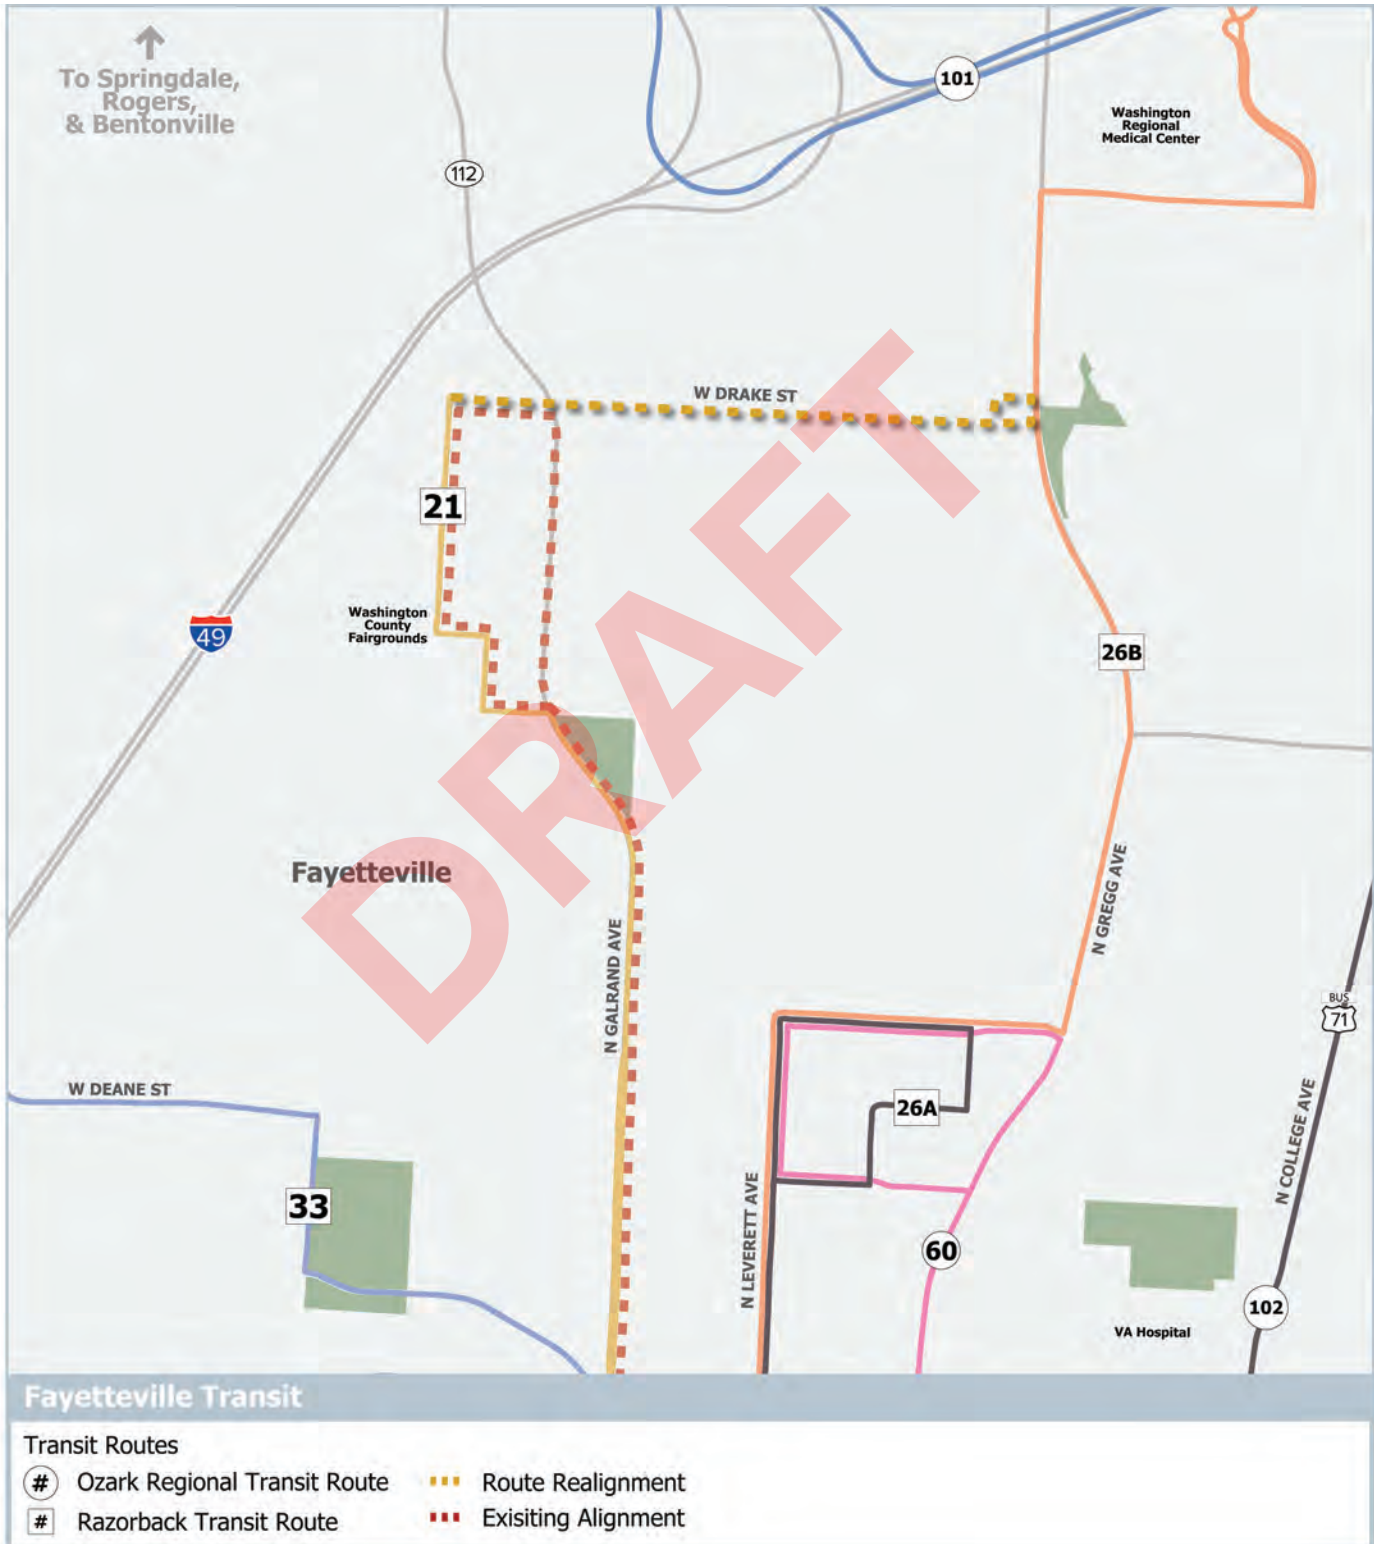 To Springdale,
Rogers,
& Bentonville
101
Washington
Regional
Medical Center
112
W DRAKE ST
21
Washington
County
Fairgrounds
49
26B
DRAFT
Fayetteville
N GREGG AVE
N GALRAND AVE
BUS
71
W DEANE ST
26A
N COLLEGE AVE
33
N LEVERETT AVE
60
102
VA Hospital
Fayetteville Transit
Transit Routes
# Ozark Regional Transit Route
Route Realignment
# Razorback Transit Route
Exisiting Alignment